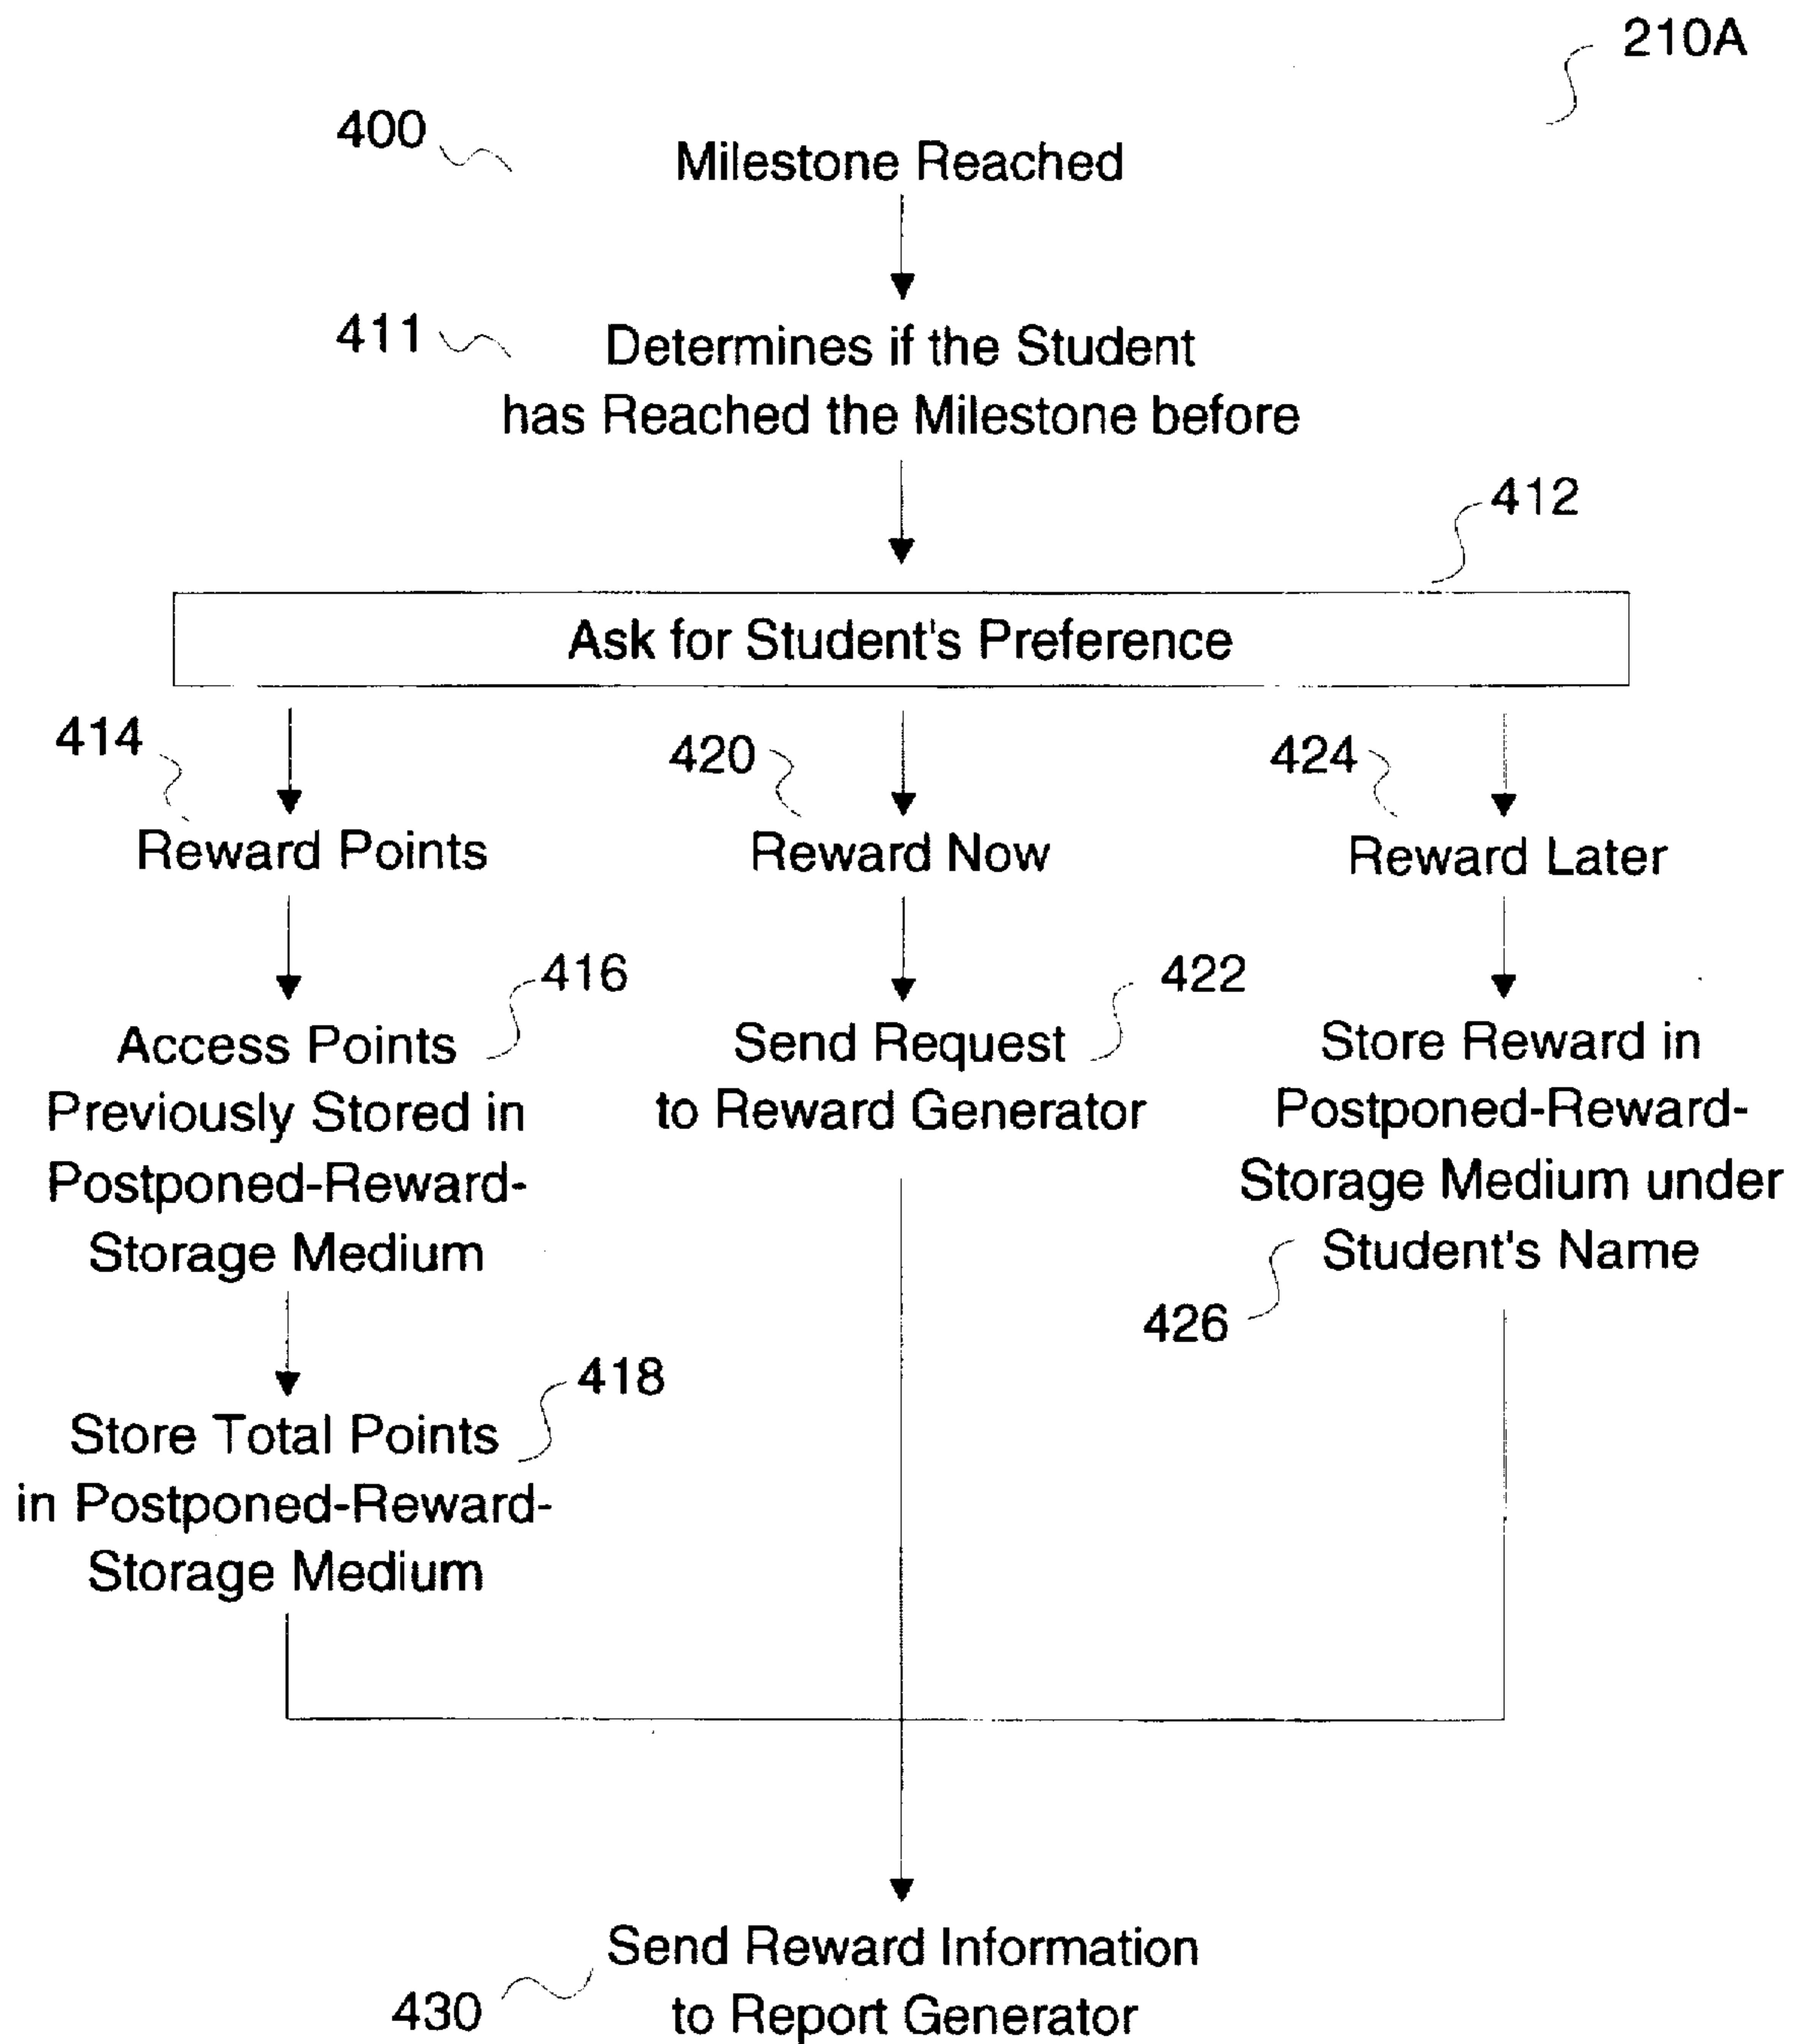 210A
400
Milestone Reached
411
Determines if the Student
has Reached the Milestone before
412
Ask for Student's Preference
414
420
424
Reward Points
Reward Now
Reward Later
416
Access Points
Previously Stored in
Postponed-Reward-
Storage Medium
422
Send Request
to Reward Generator
Store Reward in
Postponed-Reward-
Storage Medium under
Student's Name
426
418
Store Total Points
in Postponed-Reward-
Storage Medium
Send Reward Information
to Report Generator
430